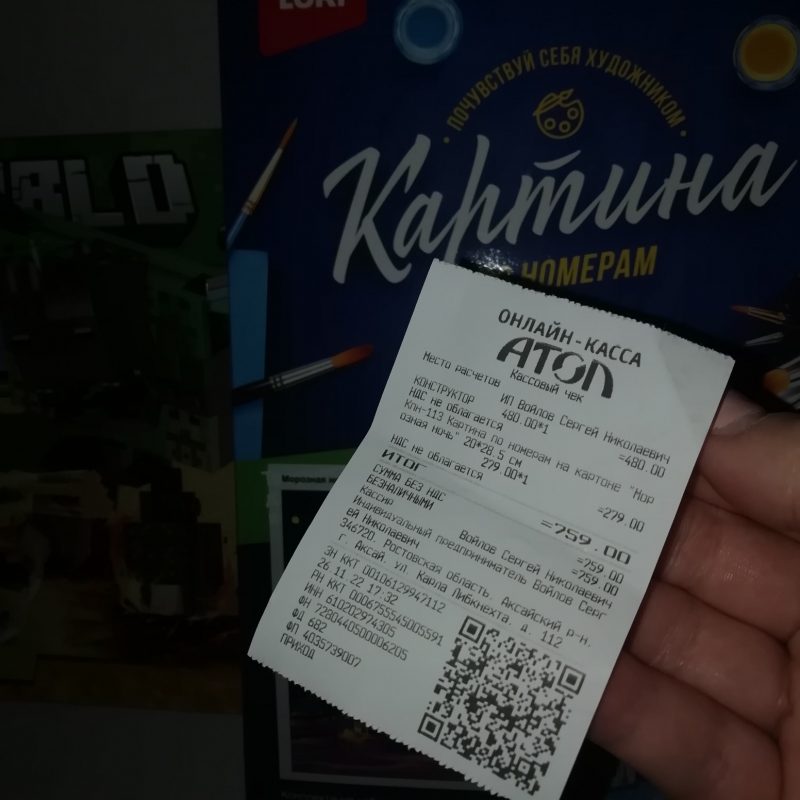 LORI
ПОЧУВСТВУЙ СЕБЯ ХУДОЖНИКОМ
Картина
НОМЕРАМ
ОНЛАЙН-КАССА
АТОЛ
Кассовый чек
Место расчетов ИП Войлов Сергей Николаевич
КОНСТРУКТОР
480.00*1 =480.00
НДС не облагается
Кпн-113 Картина по номерам на картоне "Мор
озная ночь" 20*28,5 см
279.00*1 =279.00
НДС не облагается
ИТОГ =759.00
СУММА БЕЗ НДС =759.00
БЕЗНАЛИЧНЫМИ =759.00
Кассир Войлов Сергей Николаевич
Индивидуальный предприниматель Войлов Серг
ей Николаевич
346720, Ростовская область, Аксайский р-н,
г. Аксай, ул. Карла Либкнехта, д. 112
ЗН ККТ 00106129947112
26.11.22 17:32
РН ККТ 0006755545005591
ИНН 610202974305
ФН 7280440500006205
ФД 682
ФП 4035739007
ПРИХОД
Морозная